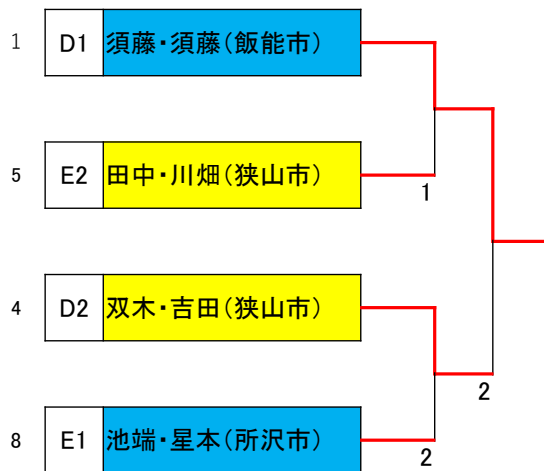 1 D1 須藤・須藤(飯能市)
5 E2 田中・川畑(狭山市)
1
4 D2 双木・吉田(狭山市)
2
8 E1 池端・星本(所沢市)
2